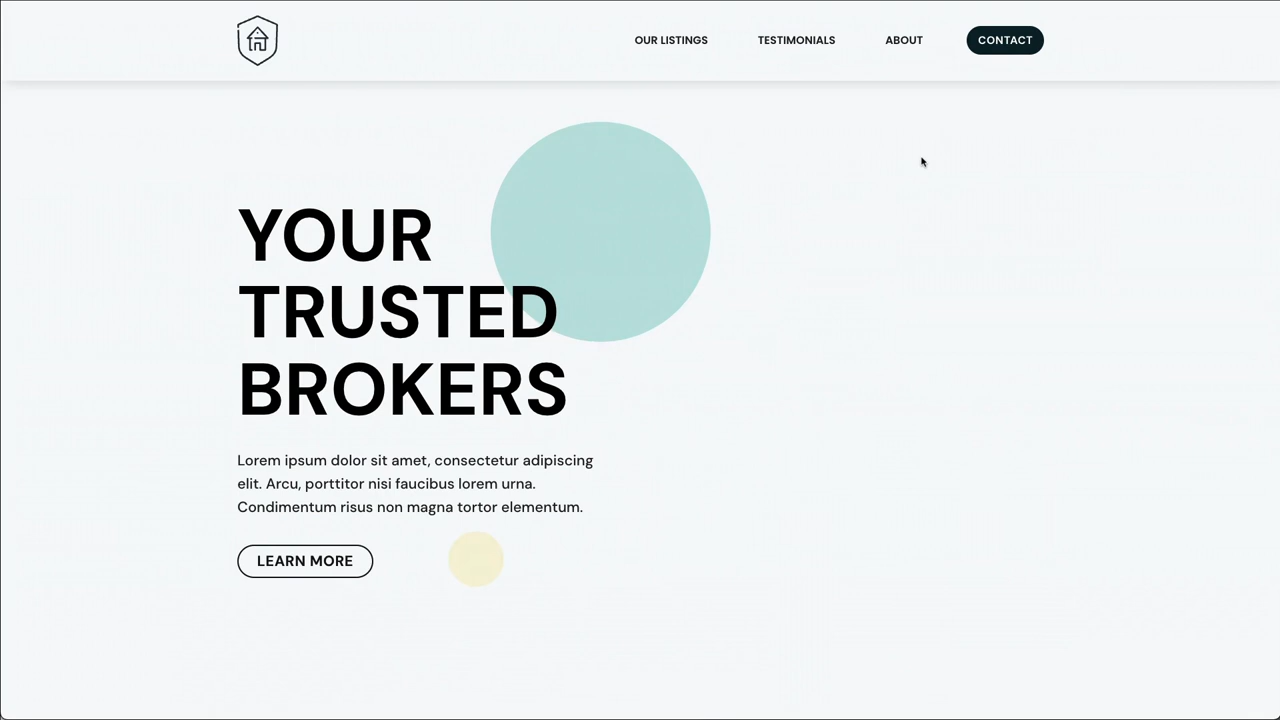 OUR LISTINGS TESTIMONIALS ABOUT CONTACT
YOUR
TRUSTED
BROKERS
Lorem ipsum dolor sit amet, consectetur adipiscing
elit. Arcu, porttitor nisi faucibus lorem urna.
Condimentum risus non magna tortor elementum.
LEARN MORE